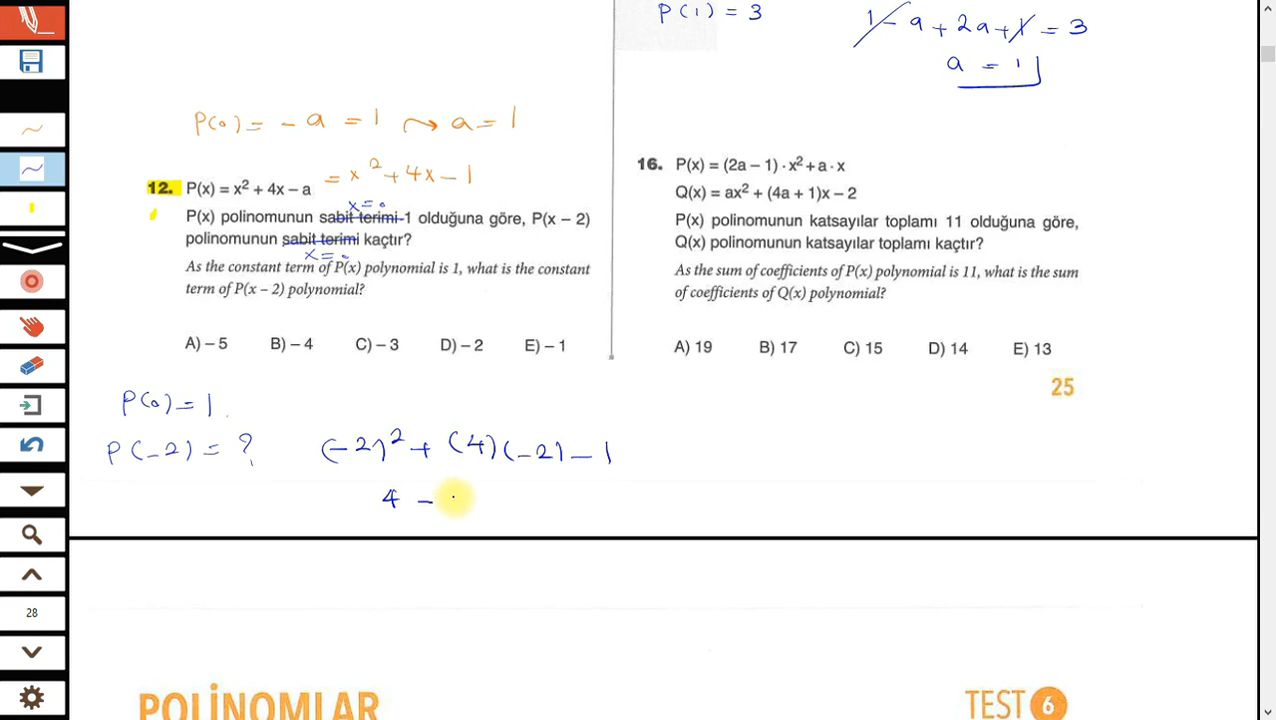 P(1) = 3
1 - a + 2a + 1 = 3
a = 1
P(0) = - a = 1 ⤳ a = 1
= x² + 4x - 1
12. P(x) = x² + 4x – a
x = 0
P(x) polinomunun sabit terimi 1 olduğuna göre, P(x – 2)
polinomunun sabit terimi kaçtır?
x = 0
As the constant term of P(x) polynomial is 1, what is the constant
term of P(x – 2) polynomial?
A) – 5 B) – 4 C) – 3 D) – 2 E) – 1
P(0) = 1
P(-2) = ? (-2)² + (4)(-2) - 1
4 -
16. P(x) = (2a – 1) · x² + a · x
Q(x) = ax² + (4a + 1)x – 2
P(x) polinomunun katsayılar toplamı 11 olduğuna göre,
Q(x) polinomunun katsayılar toplamı kaçtır?
As the sum of coefficients of P(x) polynomial is 11, what is the sum
of coefficients of Q(x) polynomial?
A) 19 B) 17 C) 15 D) 14 E) 13
25
28
POLİNOMLAR
TEST 6